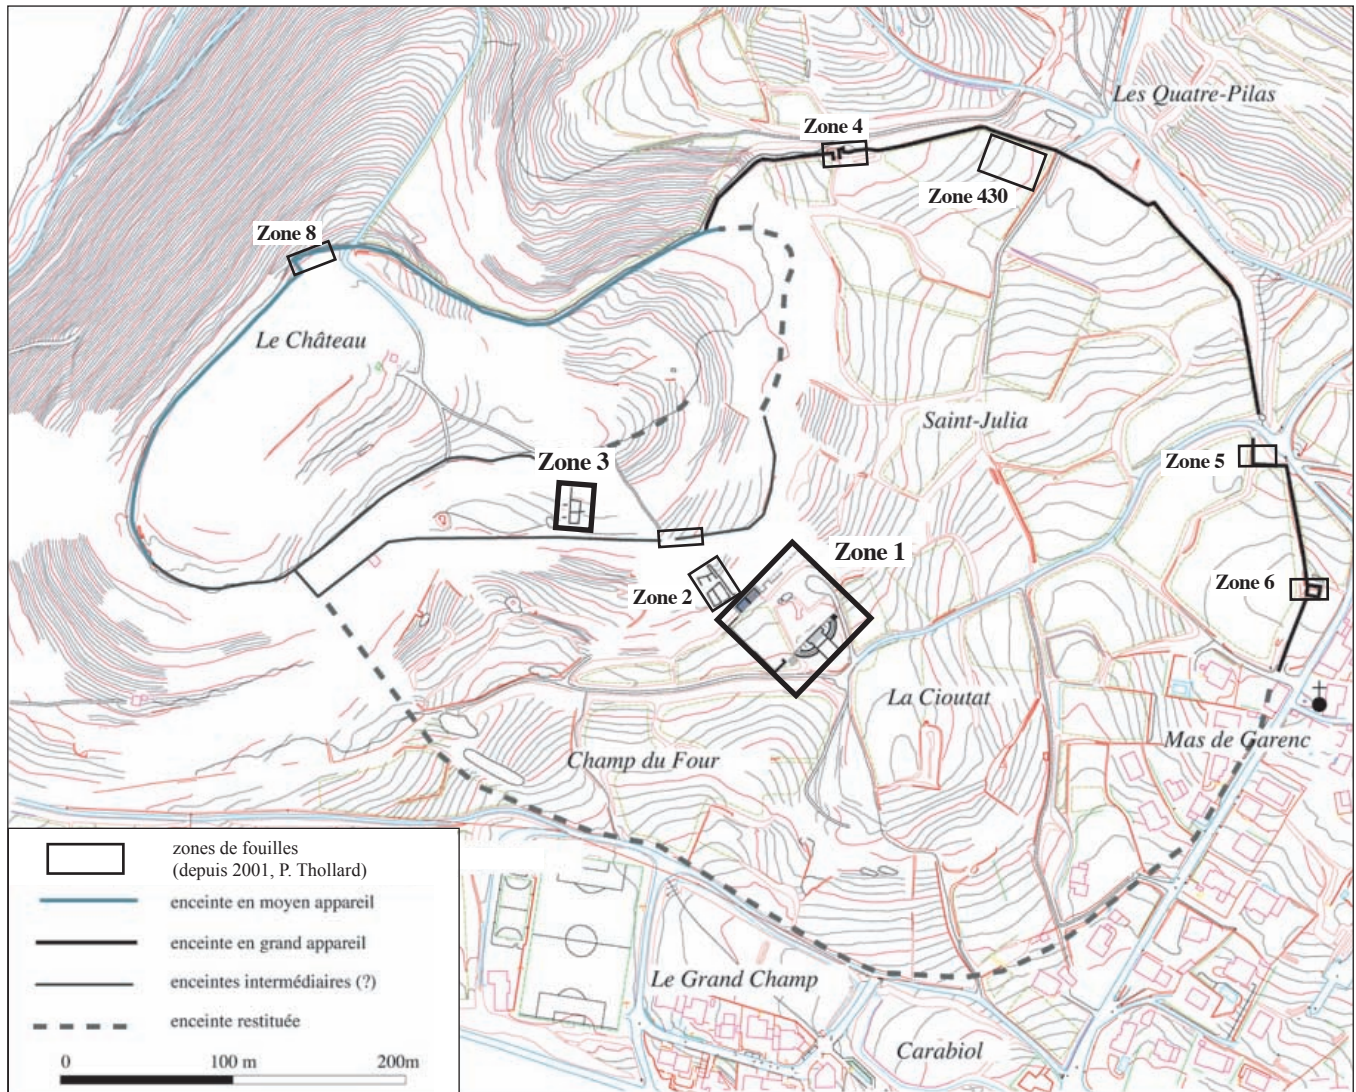 Les Quatre-Pilas
Zone 4
Zone 430
Zone 8
Le Château
Saint-Julia
Zone 3
Zone 5
Zone 1
Zone 2
Zone 6
La Cioutat
Mas de Garenc
Champ du Four
Le Grand Champ
Carabiol
zones de fouilles
(depuis 2001, P. Thollard)
enceinte en moyen appareil
enceinte en grand appareil
enceintes intermédiaires (?)
enceinte restituée
0 100 m 200m